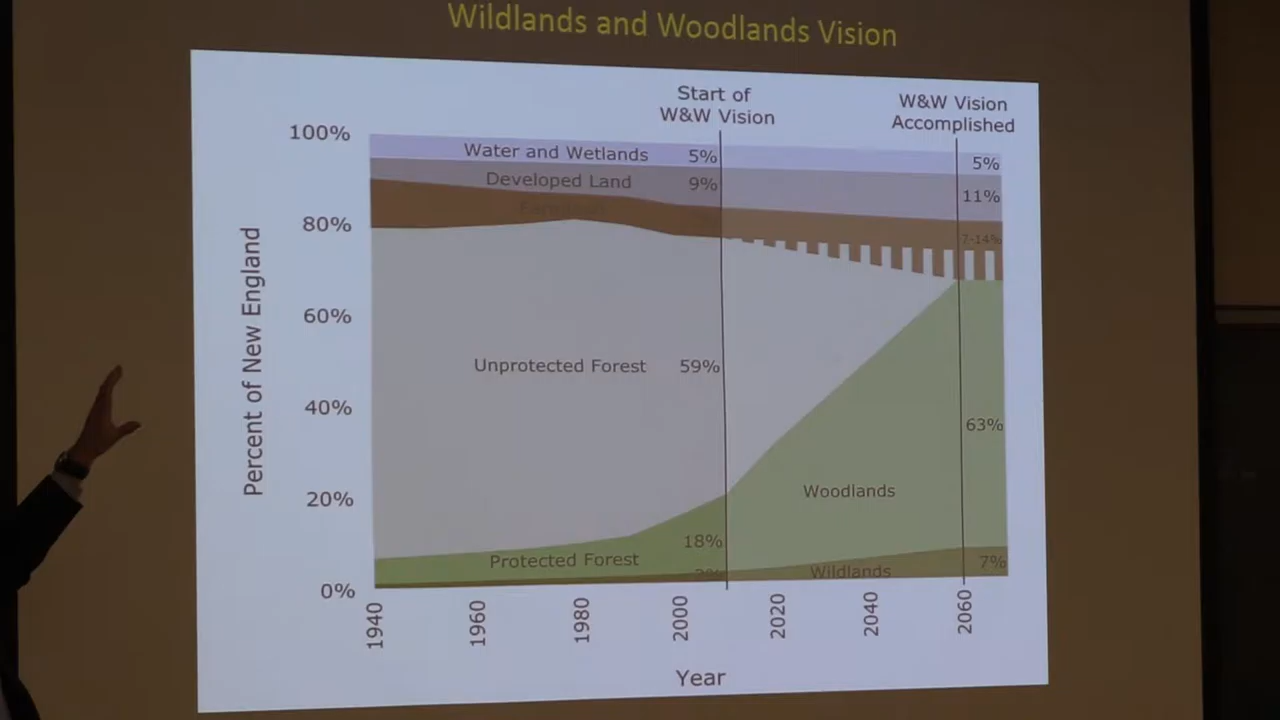 Wildlands and Woodlands Vision
Start of
W&W Vision
W&W Vision
Accomplished
100%
80%
60%
40%
20%
0%
Percent of New England
Water and Wetlands 5%
5%
Developed Land 9%
11%
7-14%
Unprotected Forest 59%
63%
Woodlands
Protected Forest 18%
Wildlands
7%
1940
1960
1980
2000
2020
2040
2060
Year